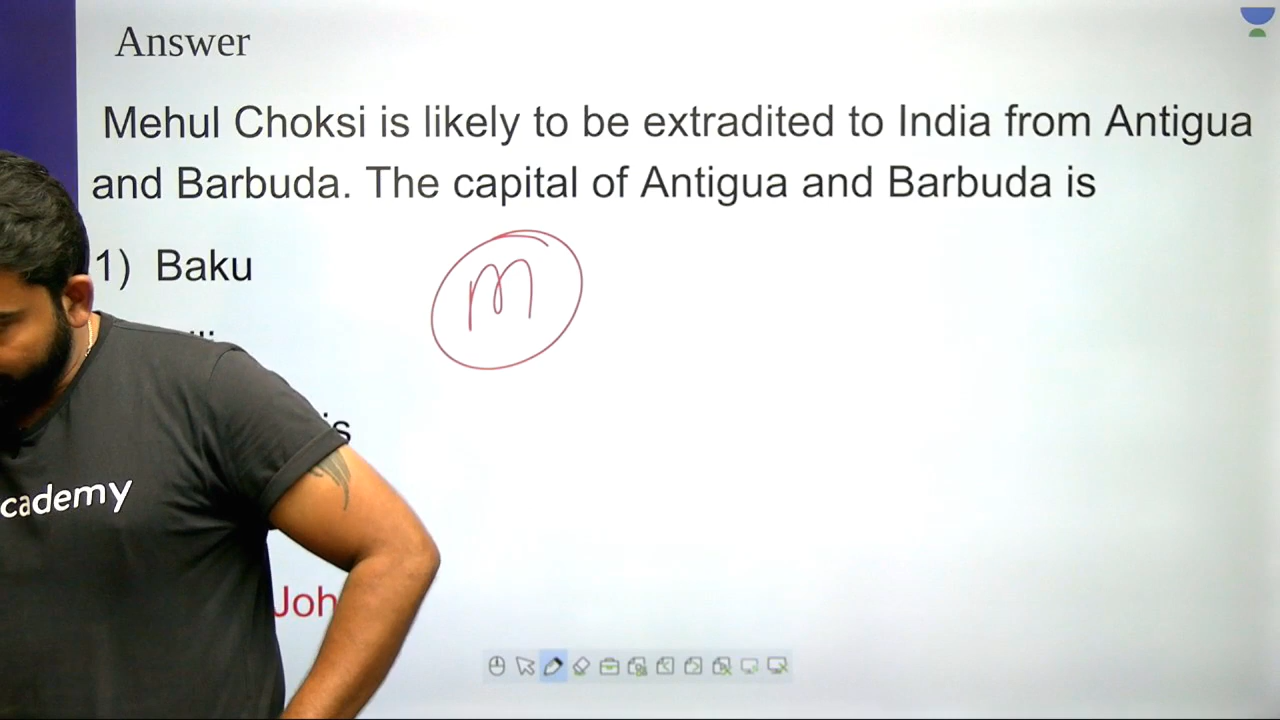 Answer
Mehul Choksi is likely to be extradited to India from Antigua
and Barbuda. The capital of Antigua and Barbuda is
1) Baku
m
cademy
Joh